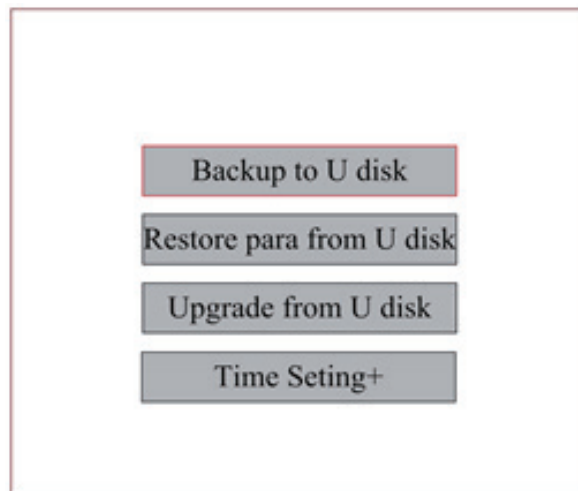 Backup to U disk
Restore para from U disk
Upgrade from U disk
Time Seting+